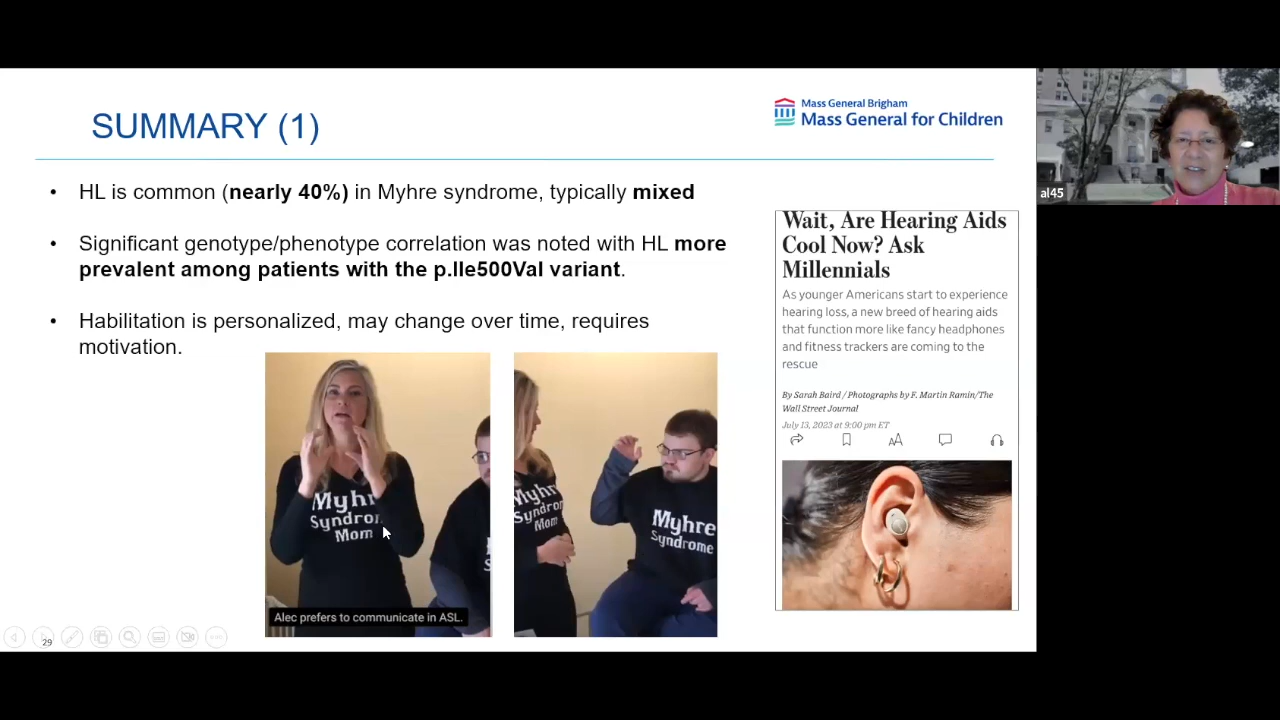 SUMMARY (1)
Mass General Brigham
Mass General for Children
al45
• HL is common (nearly 40%) in Myhre syndrome, typically mixed
• Significant genotype/phenotype correlation was noted with HL more
prevalent among patients with the p.Ile500Val variant.
• Habilitation is personalized, may change over time, requires
motivation.
Myhr
Syndrom
Mom
Alec prefers to communicate in ASL.
Syndrom
Mom
Myhre
Syndrome
Wait, Are Hearing Aids
Cool Now? Ask
Millennials
As younger Americans start to experience
hearing loss, a new breed of hearing aids
that function more like fancy headphones
and fitness trackers are coming to the
rescue
By Sarah Baird / Photographs by F. Martin Ramin/The
Wall Street Journal
July 13, 2023 at 9:00 pm ET
AA
29